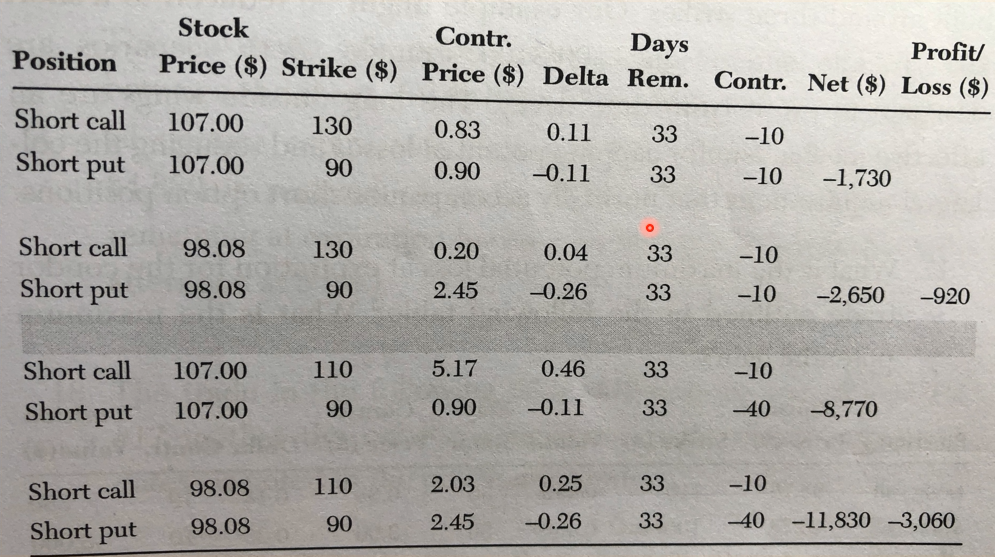 Position Stock Price ($) Strike ($) Contr. Price ($) Delta Days Rem. Contr. Net ($) Profit/ Loss ($)
Short call 107.00 130 0.83 0.11 33 –10
Short put 107.00 90 0.90 –0.11 33 –10 –1,730
Short call 98.08 130 0.20 0.04 33 –10
Short put 98.08 90 2.45 –0.26 33 –10 –2,650 –920
Short call 107.00 110 5.17 0.46 33 –10
Short put 107.00 90 0.90 –0.11 33 –40 –8,770
Short call 98.08 110 2.03 0.25 33 –10
Short put 98.08 90 2.45 –0.26 33 –40 –11,830 –3,060